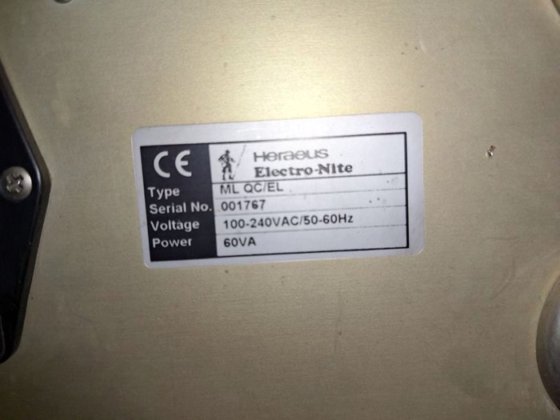 CE Heraeus
Electro-Nite
Type ML QC/EL
Serial No. 001767
Voltage 100-240VAC/50-60Hz
Power 60VA